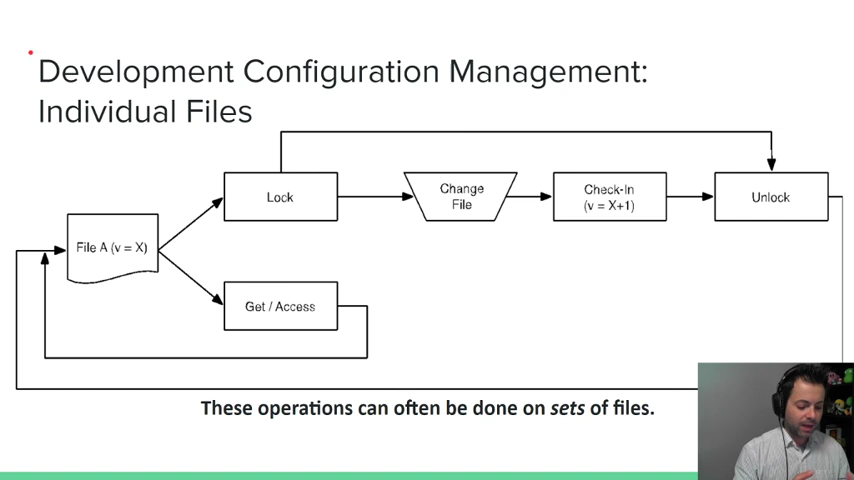 Development Configuration Management:
Individual Files
Lock
Change
File
Check-In
(v = X+1)
Unlock
File A (v = X)
Get / Access
These operations can often be done on sets of files.